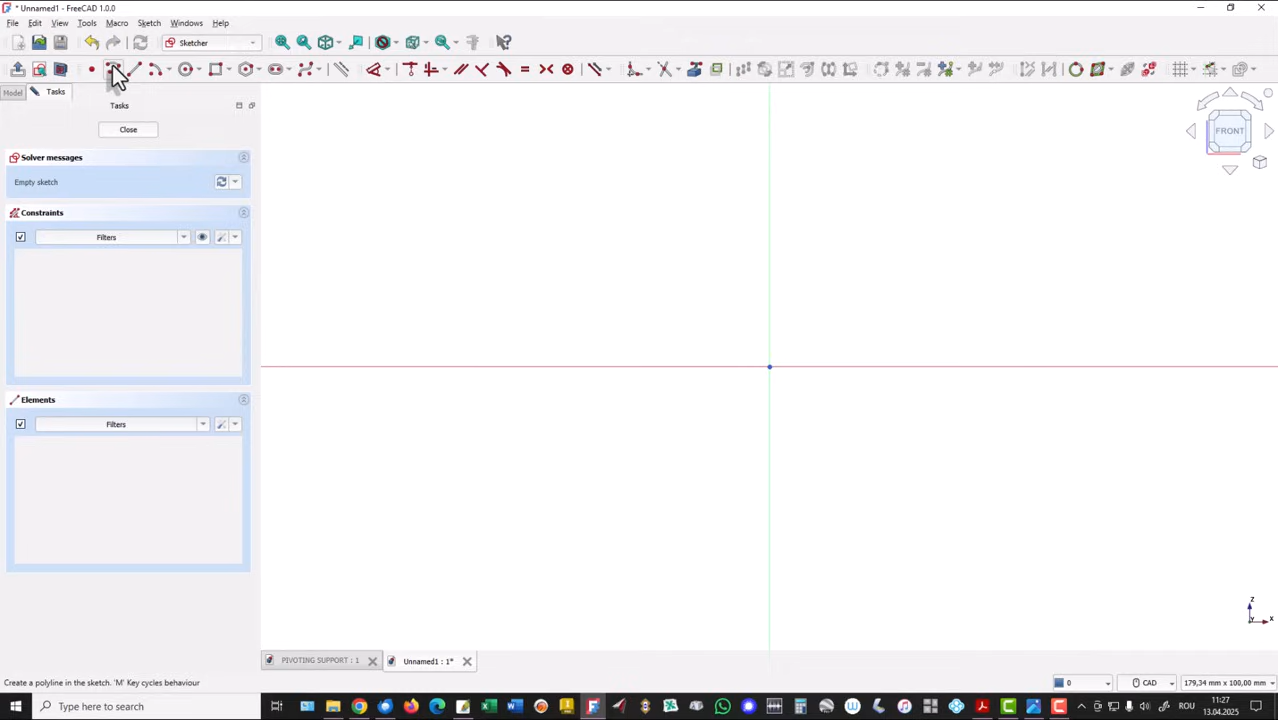 * Unnamed1 - FreeCAD 1.0.0
File Edit View Tools Macro Sketch Windows Help
Sketcher
Model Tasks
Tasks
Close
Solver messages
Empty sketch
Constraints
Filters
Elements
Filters
FRONT
Z
Y X
PIVOTING SUPPORT : 1
Unnamed1 : 1*
Create a polyline in the sketch. 'M' Key cycles behaviour
0
CAD
179,34 mm x 100,00 mm
Type here to search
ROU
11:27
13.04.2025